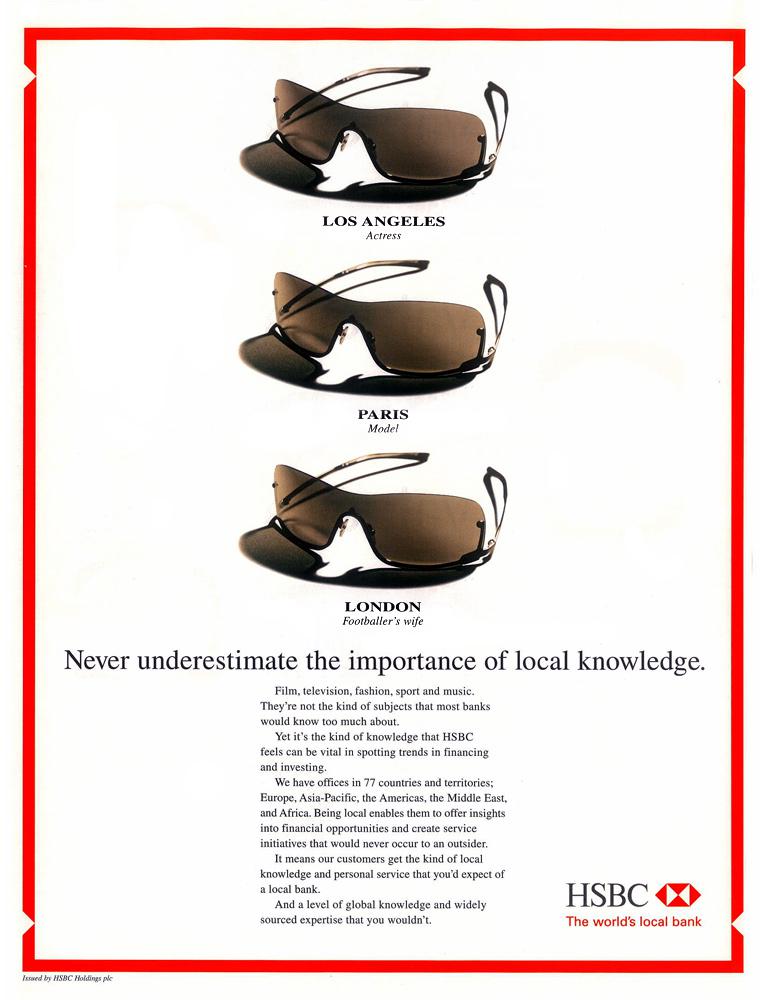 LOS ANGELES
Actress
PARIS
Model
LONDON
Footballer's wife
Never underestimate the importance of local knowledge.
Film, television, fashion, sport and music.
They're not the kind of subjects that most banks
would know too much about.
Yet it's the kind of knowledge that HSBC
feels can be vital in spotting trends in financing
and investing.
We have offices in 77 countries and territories;
Europe, Asia-Pacific, the Americas, the Middle East,
and Africa. Being local enables them to offer insights
into financial opportunities and create service
initiatives that would never occur to an outsider.
It means our customers get the kind of local
knowledge and personal service that you'd expect of
a local bank.
And a level of global knowledge and widely
sourced expertise that you wouldn't.
HSBC
The world's local bank
Issued by HSBC Holdings plc